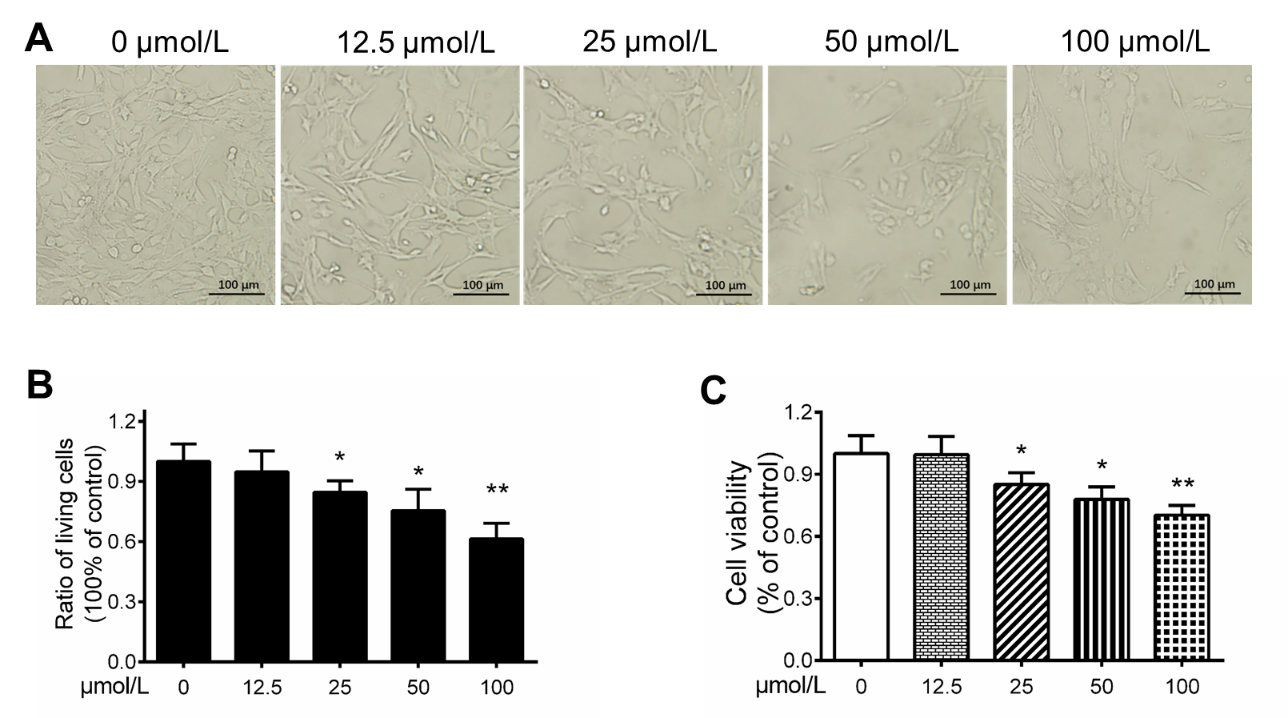 A
0 µmol/L
12.5 µmol/L
25 µmol/L
50 µmol/L
100 µmol/L
100 µm
100 µm
100 µm
100 µm
100 µm
B
Ratio of living cells
(100% of control)
1.2
0.9
0.6
0.3
0.0
*
*
**
µmol/L 0 12.5 25 50 100
C
Cell viability
(% of control)
1.2
0.9
0.6
0.3
0.0
*
*
**
µmol/L 0 12.5 25 50 100